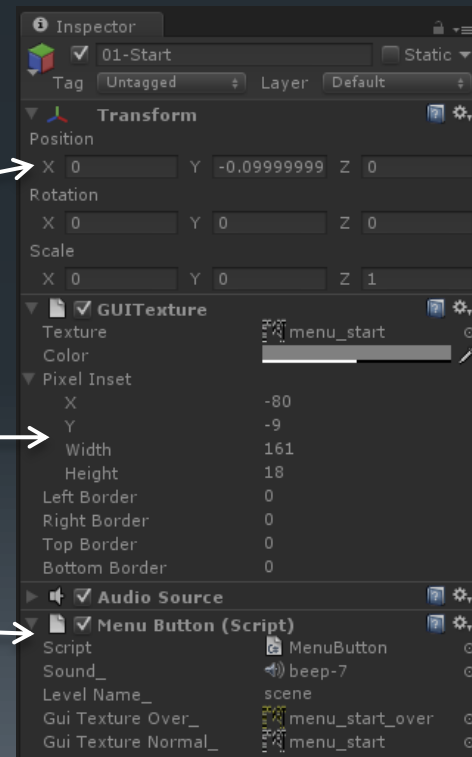 Inspector
01-Start Static
Tag Untagged Layer Default
Transform
Position
X 0 Y -0.09999999 Z 0
Rotation
X 0 Y 0 Z 0
Scale
X 0 Y 0 Z 1
GUITexture
Texture menu_start
Color
Pixel Inset
X -80
Y -9
Width 161
Height 18
Left Border 0
Right Border 0
Top Border 0
Bottom Border 0
Audio Source
Menu Button (Script)
Script MenuButton
Sound_ beep-7
Level Name_ scene
Gui Texture Over_ menu_start_over
Gui Texture Normal_ menu_start